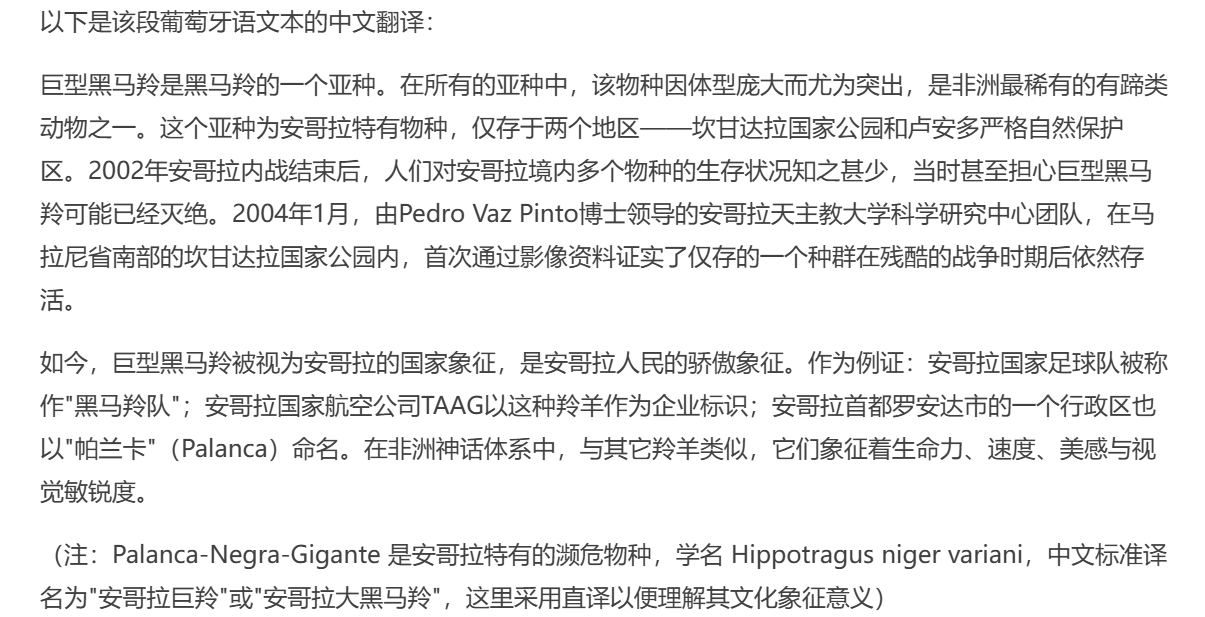 以下是该段葡萄牙语文本的中文翻译：
巨型黑马羚是黑马羚的一个亚种。在所有的亚种中，该物种因体型庞大而尤为突出，是非洲最稀有的有蹄类
动物之一。这个亚种为安哥拉特有物种，仅存于两个地区——坎甘达拉国家公园和卢安多严格自然保护
区。2002年安哥拉内战结束后，人们对安哥拉境内多个物种的生存状况知之甚少，当时甚至担心巨型黑马
羚可能已经灭绝。2004年1月，由Pedro Vaz Pinto博士领导的安哥拉天主教大学科学研究中心团队，在马
拉尼省南部的坎甘达拉国家公园内，首次通过影像资料证实了仅存的一个种群在残酷的战争时期后依然存
活。
如今，巨型黑马羚被视为安哥拉的国家象征，是安哥拉人民的骄傲象征。作为例证：安哥拉国家足球队被称
作"黑马羚队"；安哥拉国家航空公司TAAG以这种羚羊作为企业标识；安哥拉首都罗安达市的一个行政区也
以"帕兰卡"（Palanca）命名。在非洲神话体系中，与其它羚羊类似，它们象征着生命力、速度、美感与视
觉敏锐度。
（注：Palanca-Negra-Gigante 是安哥拉特有的濒危物种，学名 Hippotragus niger variani，中文标准译
名为"安哥拉巨羚"或"安哥拉大黑马羚"，这里采用直译以便理解其文化象征意义）